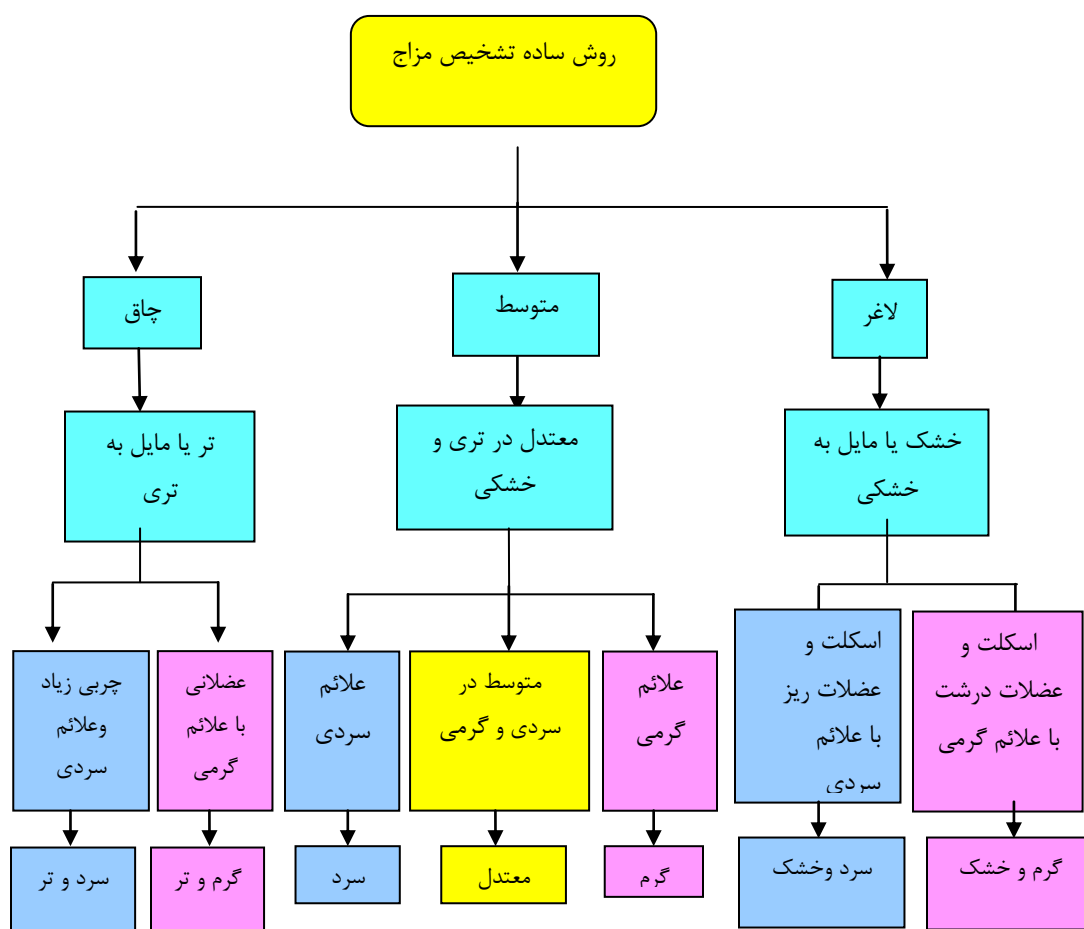 روش ساده تشخیص مزاج
لاغر
متوسط
چاق
خشک یا مایل به
خشکی
معتدل در تری و
خشکی
تر یا مایل به
تری
اسکلت و
عضلات درشت
با علائم گرمی
اسکلت و
عضلات ریز
با علائم
سردی
علائم
گرمی
متوسط در
سردی و گرمی
علائم
سردی
عضلانی
با علائم
گرمی
چربی زیاد
وعلائم
سردی
گرم و خشک
سرد وخشک
گرم
معتدل
سرد
گرم و تر
سرد و تر